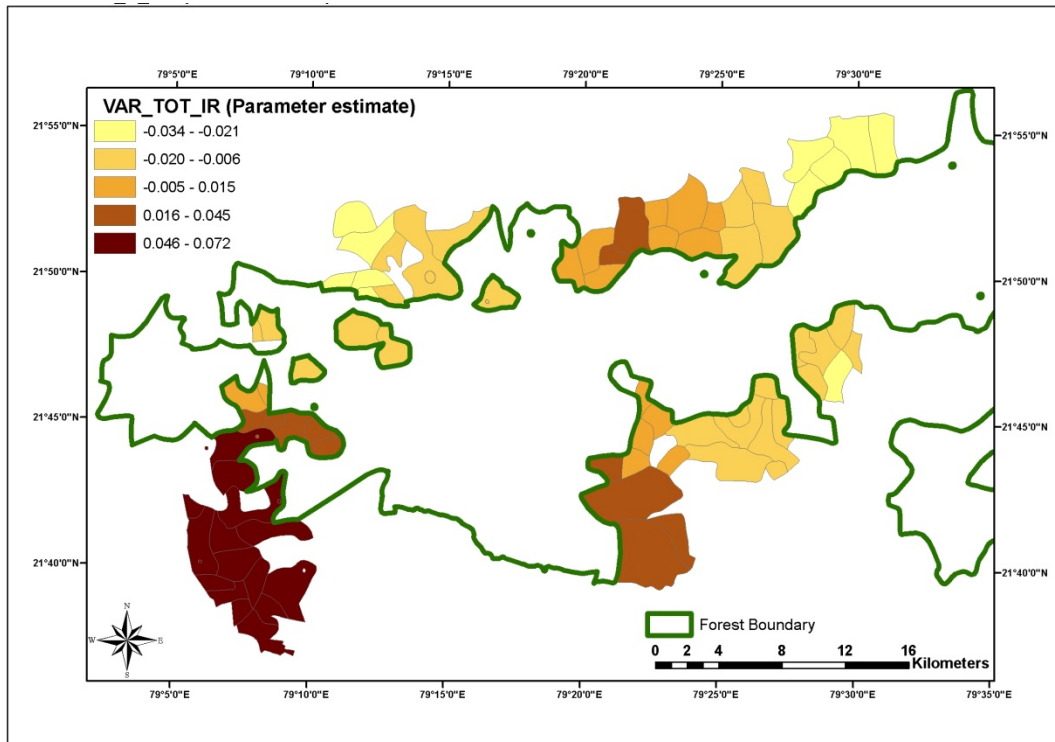 79°5'0"E 79°10'0"E 79°15'0"E 79°20'0"E 79°25'0"E 79°30'0"E
VAR_TOT_IR (Parameter estimate)
-0.034 - -0.021
-0.020 - -0.006
-0.005 - 0.015
0.016 - 0.045
0.046 - 0.072
21°55'0"N 21°55'0"N
21°50'0"N 21°50'0"N
21°45'0"N 21°45'0"N
21°40'0"N 21°40'0"N
N
W E
S
Forest Boundary
0 2 4 8 12 16
Kilometers
79°5'0"E 79°10'0"E 79°15'0"E 79°20'0"E 79°25'0"E 79°30'0"E 79°35'0"E